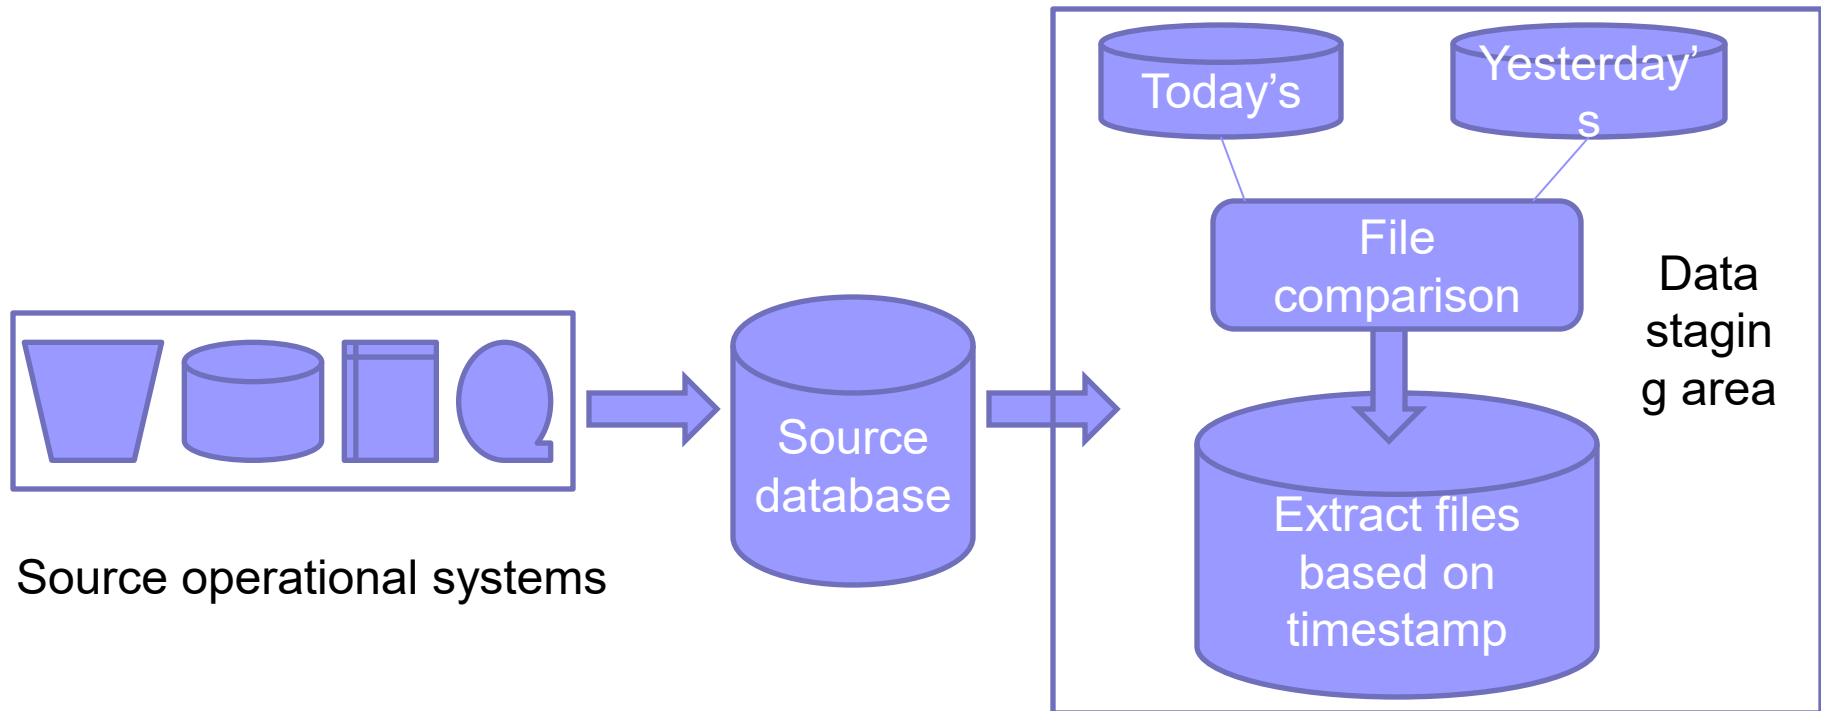 Today’s
Yesterday’
s
File
comparison
Data
stagin
g area
Source
database
Extract files
based on
timestamp
Source operational systems